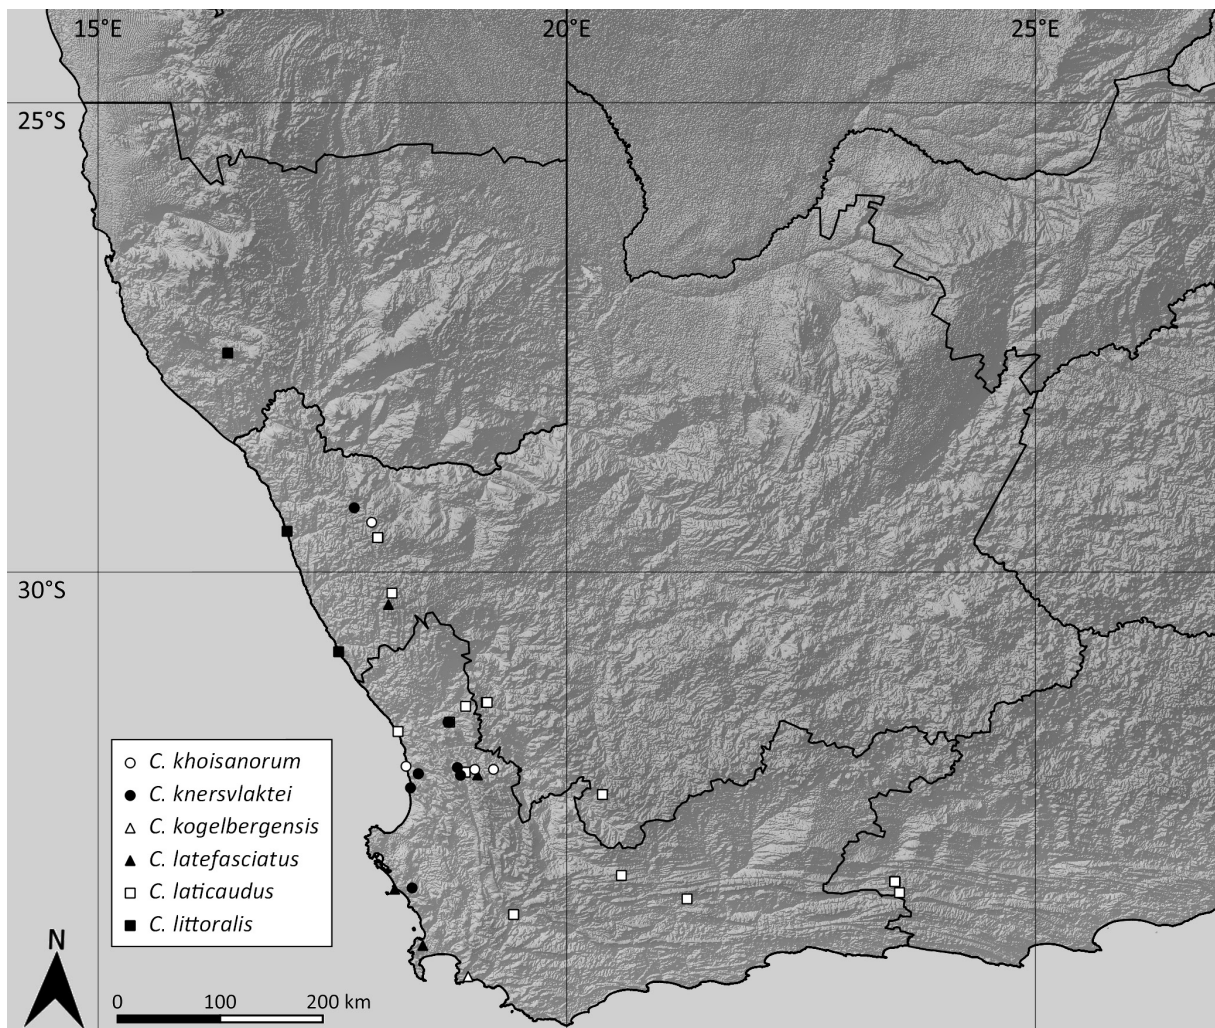 15°E 20°E 25°E
25°S
30°S
C. khoisanorum
C. knersvlaktei
C. kogelbergensis
C. latefasciatus
C. laticaudus
C. littoralis
N
0 100 200 km